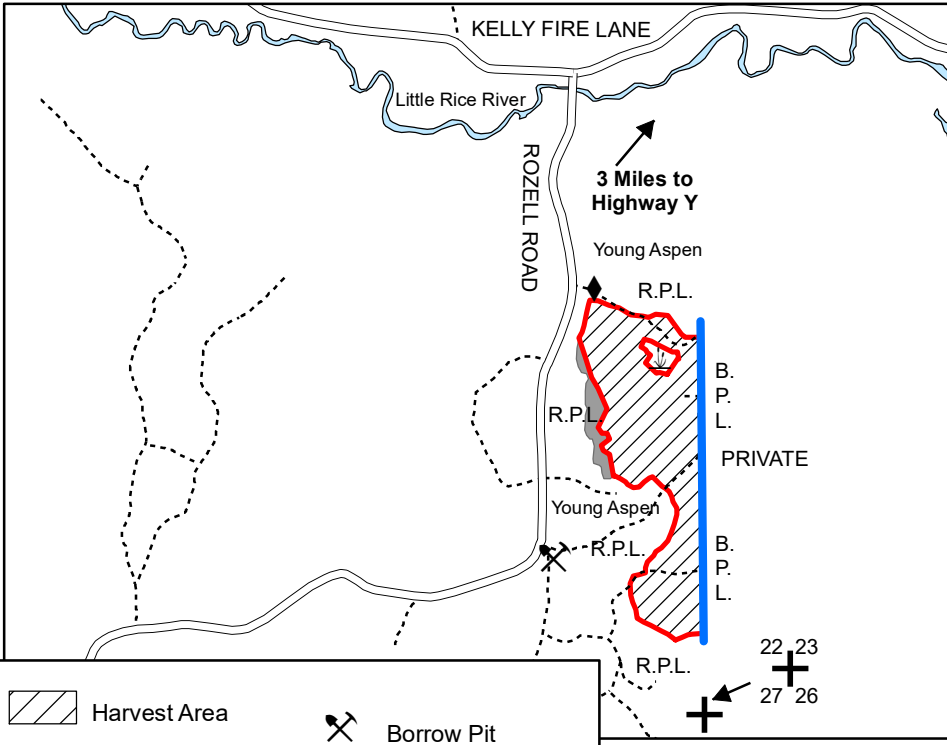 KELLY FIRE LANE
Little Rice River
ROZELL ROAD
3 Miles to
Highway Y
Young Aspen
R.P.L.
B.
P.
L.
R.P.L.
PRIVATE
Young Aspen
R.P.L.
B.
P.
L.
R.P.L.
22 23
27 26
Harvest Area
Borrow Pit